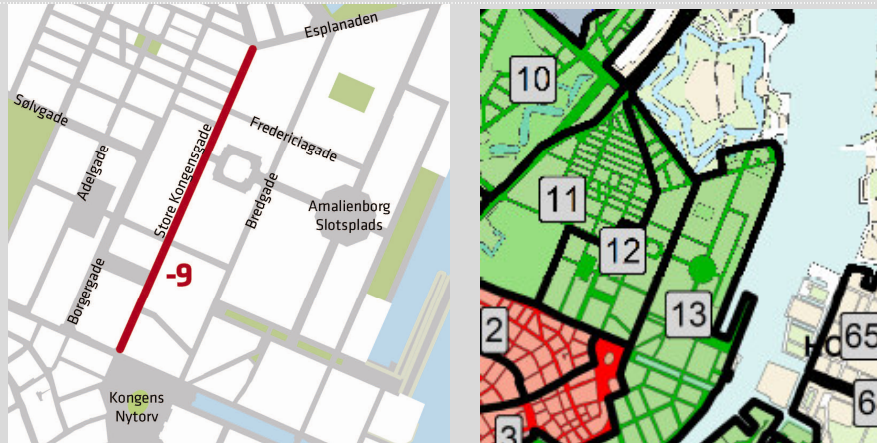 Esplanaden
Sølvgade
Fredericiagade
Adelgade
Store Kongensgade
Bredgade
Amalienborg
Slotsplads
Borgergade
-9
Kongens
Nytorv
10
11
12
13
2
3
HO
65
6